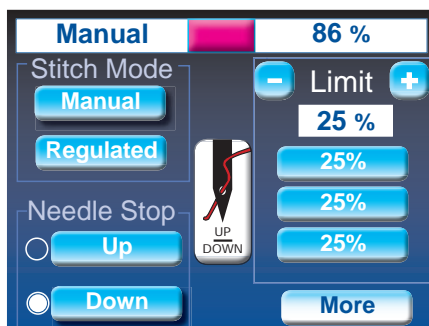 Manual 86 %
Stitch Mode
Manual
Regulated
Needle Stop
Up
Down
UP
DOWN
- Limit +
25 %
25%
25%
25%
More